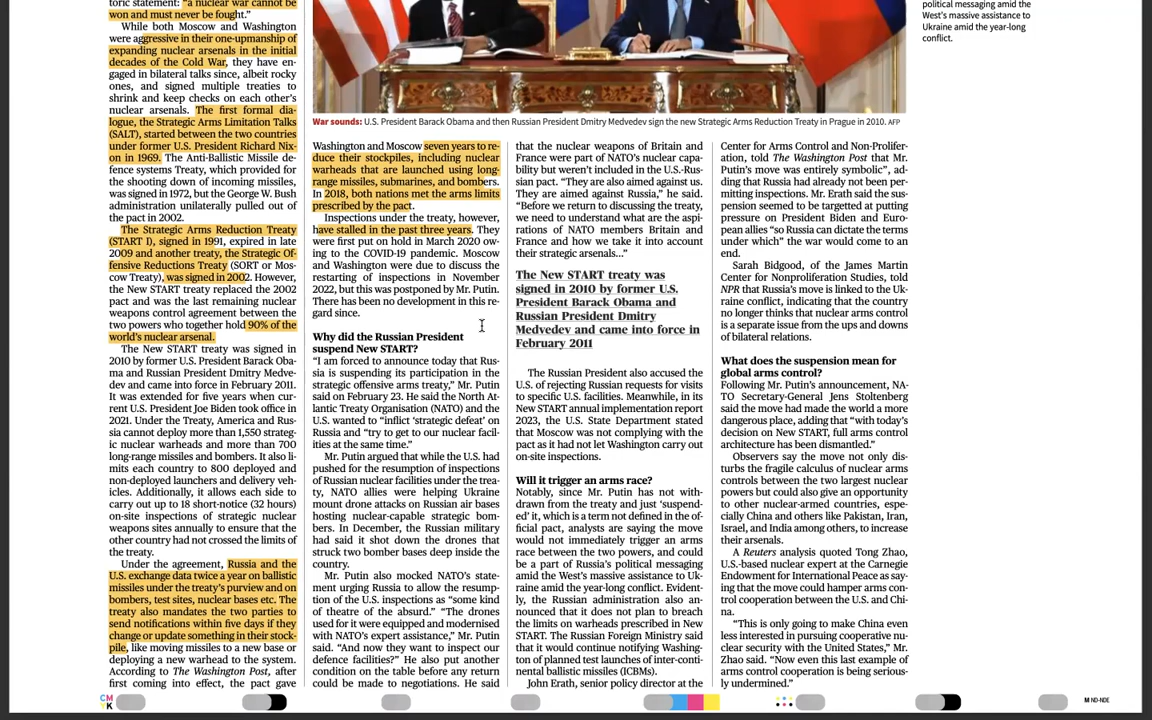 toric statement: "a nuclear war cannot be
won and must never be fought."
While both Moscow and Washington
were aggressive in their one-upmanship of
expanding nuclear arsenals in the initial
decades of the Cold War, they have en-
gaged in bilateral talks since, albeit rocky
ones, and signed multiple treaties to
shrink and keep checks on each other's
nuclear arsenals. The first formal dia-
logue, the Strategic Arms Limitation Talks
(SALT), started between the two countries
under former U.S. President Richard Nix-
on in 1969. The Anti-Ballistic Missile de-
fence systems Treaty, which provided for
the shooting down of incoming missiles,
was signed in 1972, but the George W. Bush
administration unilaterally pulled out of
the pact in 2002.
The Strategic Arms Reduction Treaty
(START I), signed in 1991, expired in late
2009 and another treaty, the Strategic Of-
fensive Reductions Treaty (SORT or Mos-
cow Treaty), was signed in 2002. However,
the New START treaty replaced the 2002
pact and was the last remaining nuclear
weapons control agreement between the
two powers who together hold 90% of the
world's nuclear arsenal.
The New START treaty was signed in
2010 by former U.S. President Barack Oba-
ma and Russian President Dmitry Medve-
dev and came into force in February 2011.
It was extended for five years when cur-
rent U.S. President Joe Biden took office in
2021. Under the Treaty, America and Rus-
sia cannot deploy more than 1,550 strateg-
ic nuclear warheads and more than 700
long-range missiles and bombers. It also li-
mits each country to 800 deployed and
non-deployed launchers and delivery veh-
icles. Additionally, it allows each side to
carry out up to 18 short-notice (32 hours)
on-site inspections of strategic nuclear
weapons sites annually to ensure that the
other country had not crossed the limits of
the treaty.
Under the agreement, Russia and the
U.S. exchange data twice a year on ballistic
missiles under the treaty's purview and on
bombers, test sites, nuclear bases etc. The
treaty also mandates the two parties to
send notifications within five days if they
change or update something in their stock-
pile, like moving missiles to a new base or
deploying a new warhead to the system.
According to The Washington Post, after
first coming into effect, the pact gave
War sounds: U.S. President Barack Obama and then Russian President Dmitry Medvedev sign the new Strategic Arms Reduction Treaty in Prague in 2010. AFP
Washington and Moscow seven years to re-
duce their stockpiles, including nuclear
warheads that are launched using long-
range missiles, submarines, and bombers.
In 2018, both nations met the arms limits
prescribed by the pact.
Inspections under the treaty, however,
have stalled in the past three years. They
were first put on hold in March 2020 ow-
ing to the COVID-19 pandemic. Moscow
and Washington were due to discuss the
restarting of inspections in November
2022, but this was postponed by Mr. Putin.
There has been no development in this re-
gard since.
Why did the Russian President
suspend New START?
"I am forced to announce today that Rus-
sia is suspending its participation in the
strategic offensive arms treaty," Mr. Putin
said on February 23. He said the North At-
lantic Treaty Organisation (NATO) and the
U.S. wanted to "inflict 'strategic defeat' on
Russia and "try to get to our nuclear facil-
ities at the same time."
Mr. Putin argued that while the U.S. had
pushed for the resumption of inspections
of Russian nuclear facilities under the trea-
ty, NATO allies were helping Ukraine
mount drone attacks on Russian air bases
hosting nuclear-capable strategic bom-
bers. In December, the Russian military
had said it shot down the drones that
struck two bomber bases deep inside the
country.
Mr. Putin also mocked NATO's state-
ment urging Russia to allow the resump-
tion of the U.S. inspections as "some kind
of theatre of the absurd." "The drones
used for it were equipped and modernised
with NATO's expert assistance," Mr. Putin
said. "And now they want to inspect our
defence facilities?" He also put another
condition on the table before any return
could be made to negotiations. He said
that the nuclear weapons of Britain and
France were part of NATO's nuclear capa-
bility but weren't included in the U.S.-Rus-
sian pact. "They are also aimed against us.
They are aimed against Russia," he said.
"Before we return to discussing the treaty,
we need to understand what are the aspi-
rations of NATO members Britain and
France and how we take it into account
their strategic arsenals..."
The New START treaty was
signed in 2010 by former U.S.
President Barack Obama and
Russian President Dmitry
Medvedev and came into force in
February 2011
The Russian President also accused the
U.S. of rejecting Russian requests for visits
to specific U.S. facilities. Meanwhile, in its
New START annual implementation report
2023, the U.S. State Department stated
that Moscow was not complying with the
pact as it had not let Washington carry out
on-site inspections.
Will it trigger an arms race?
Notably, since Mr. Putin has not with-
drawn from the treaty and just 'suspend-
ed' it, which is a term not defined in the of-
ficial pact, analysts are saying the move
would not immediately trigger an arms
race between the two powers, and could
be a part of Russia's political messaging
amid the West's massive assistance to Uk-
raine amid the year-long conflict. Evident-
ly, the Russian administration also an-
nounced that it does not plan to breach
the limits on warheads prescribed in New
START. The Russian Foreign Ministry said
that it would continue notifying Washing-
ton of planned test launches of inter-conti-
nental ballistic missiles (ICBMs).
John Erath, senior policy director at the
Center for Arms Control and Non-Prolifer-
ation, told The Washington Post that Mr.
Putin's move was entirely symbolic", ad-
ding that Russia had already not been per-
mitting inspections. Mr. Erath said the sus-
pension seemed to be targetted at putting
pressure on President Biden and Euro-
pean allies "so Russia can dictate the terms
under which" the war would come to an
end.
Sarah Bidgood, of the James Martin
Center for Nonproliferation Studies, told
NPR that Russia's move is linked to the Uk-
raine conflict, indicating that the country
no longer thinks that nuclear arms control
is a separate issue from the ups and downs
of bilateral relations.
What does the suspension mean for
global arms control?
Following Mr. Putin's announcement, NA-
TO Secretary-General Jens Stoltenberg
said the move had made the world a more
dangerous place, adding that "with today's
decision on New START, full arms control
architecture has been dismantled."
Observers say the move not only dis-
turbs the fragile calculus of nuclear arms
controls between the two largest nuclear
powers but could also give an opportunity
to other nuclear-armed countries, espe-
cially China and others like Pakistan, Iran,
Israel, and India among others, to increase
their arsenals.
A Reuters analysis quoted Tong Zhao,
U.S.-based nuclear expert at the Carnegie
Endowment for International Peace as say-
ing that the move could hamper arms con-
trol cooperation between the U.S. and Chi-
na.
"This is only going to make China even
less interested in pursuing cooperative nu-
clear security with the United States," Mr.
Zhao said. "Now even this last example of
arms control cooperation is being serious-
ly undermined."
political messaging amid the
West's massive assistance to
Ukraine amid the year-long
conflict.
CM
YK
M ND-NDE